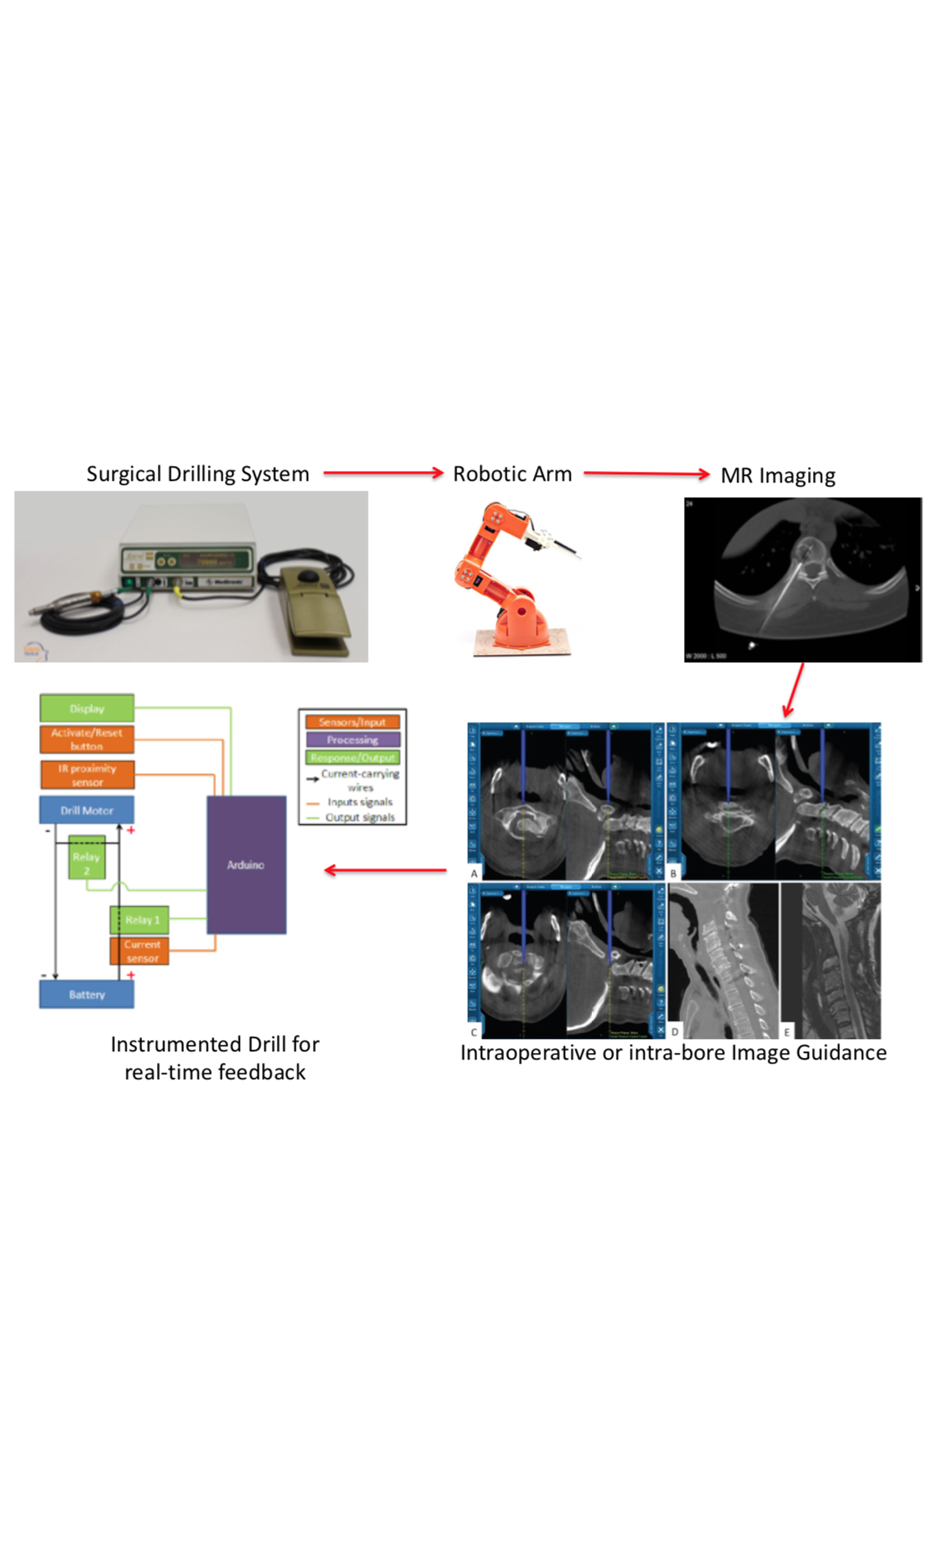 Surgical Drilling System
Robotic Arm
MR Imaging
Medtronic
24
W 2000 : L 500
Display
Activate/Reset
button
IR proximity
sensor
Drill Motor
-
+
Relay
2
Relay 1
Current
sensor
-
+
Battery
Arduino
Sensors/Input
Processing
Response/Output
Current-carrying
wires
Inputs signals
Output signals
A
B
C
D
E
Instrumented Drill for
real-time feedback
Intraoperative or intra-bore Image Guidance